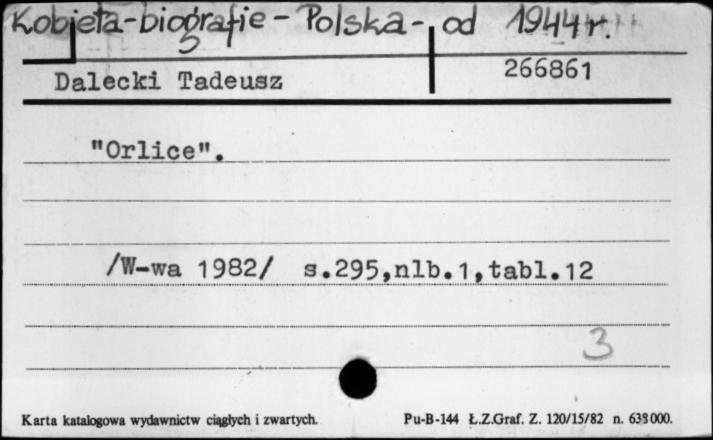 Kobieta-biografie - Polska - od 1944 r.
Dalecki Tadeusz 266861
"Orlice".
/W-wa 1982/ s.295,nlb.1,tabl.12
3
Karta katalogowa wydawnictw ciągłych i zwartych. Pu-B-144 Ł.Z.Graf. Z. 120/15/82 n. 638000.